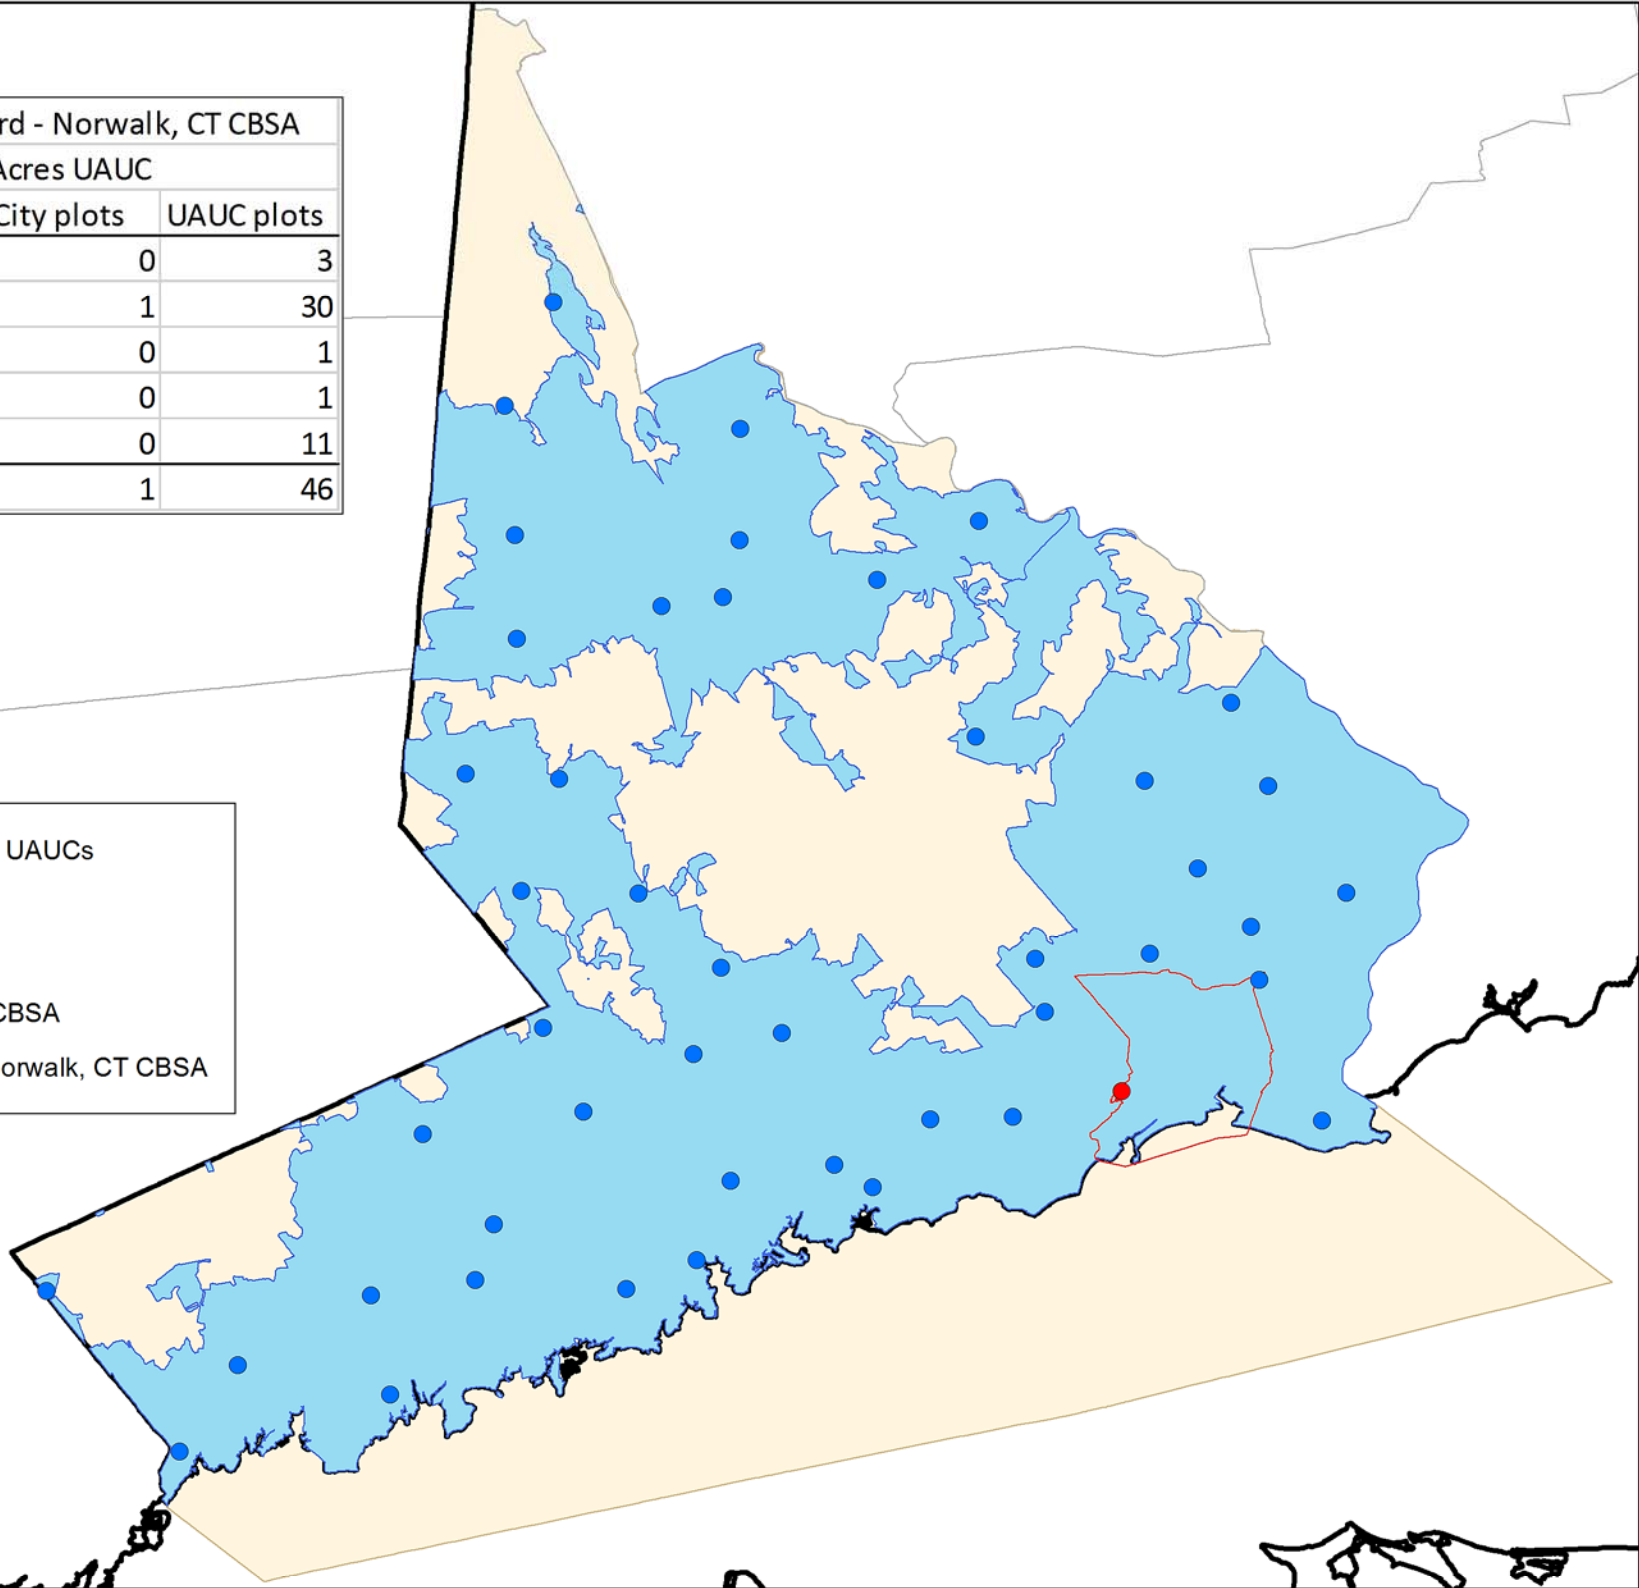 rd - Norwalk, CT CBSA
Acres UAUC
City plots UAUC plots
0 3
1 30
0 1
0 1
0 11
1 46
UAUCs
CBSA
orwalk, CT CBSA